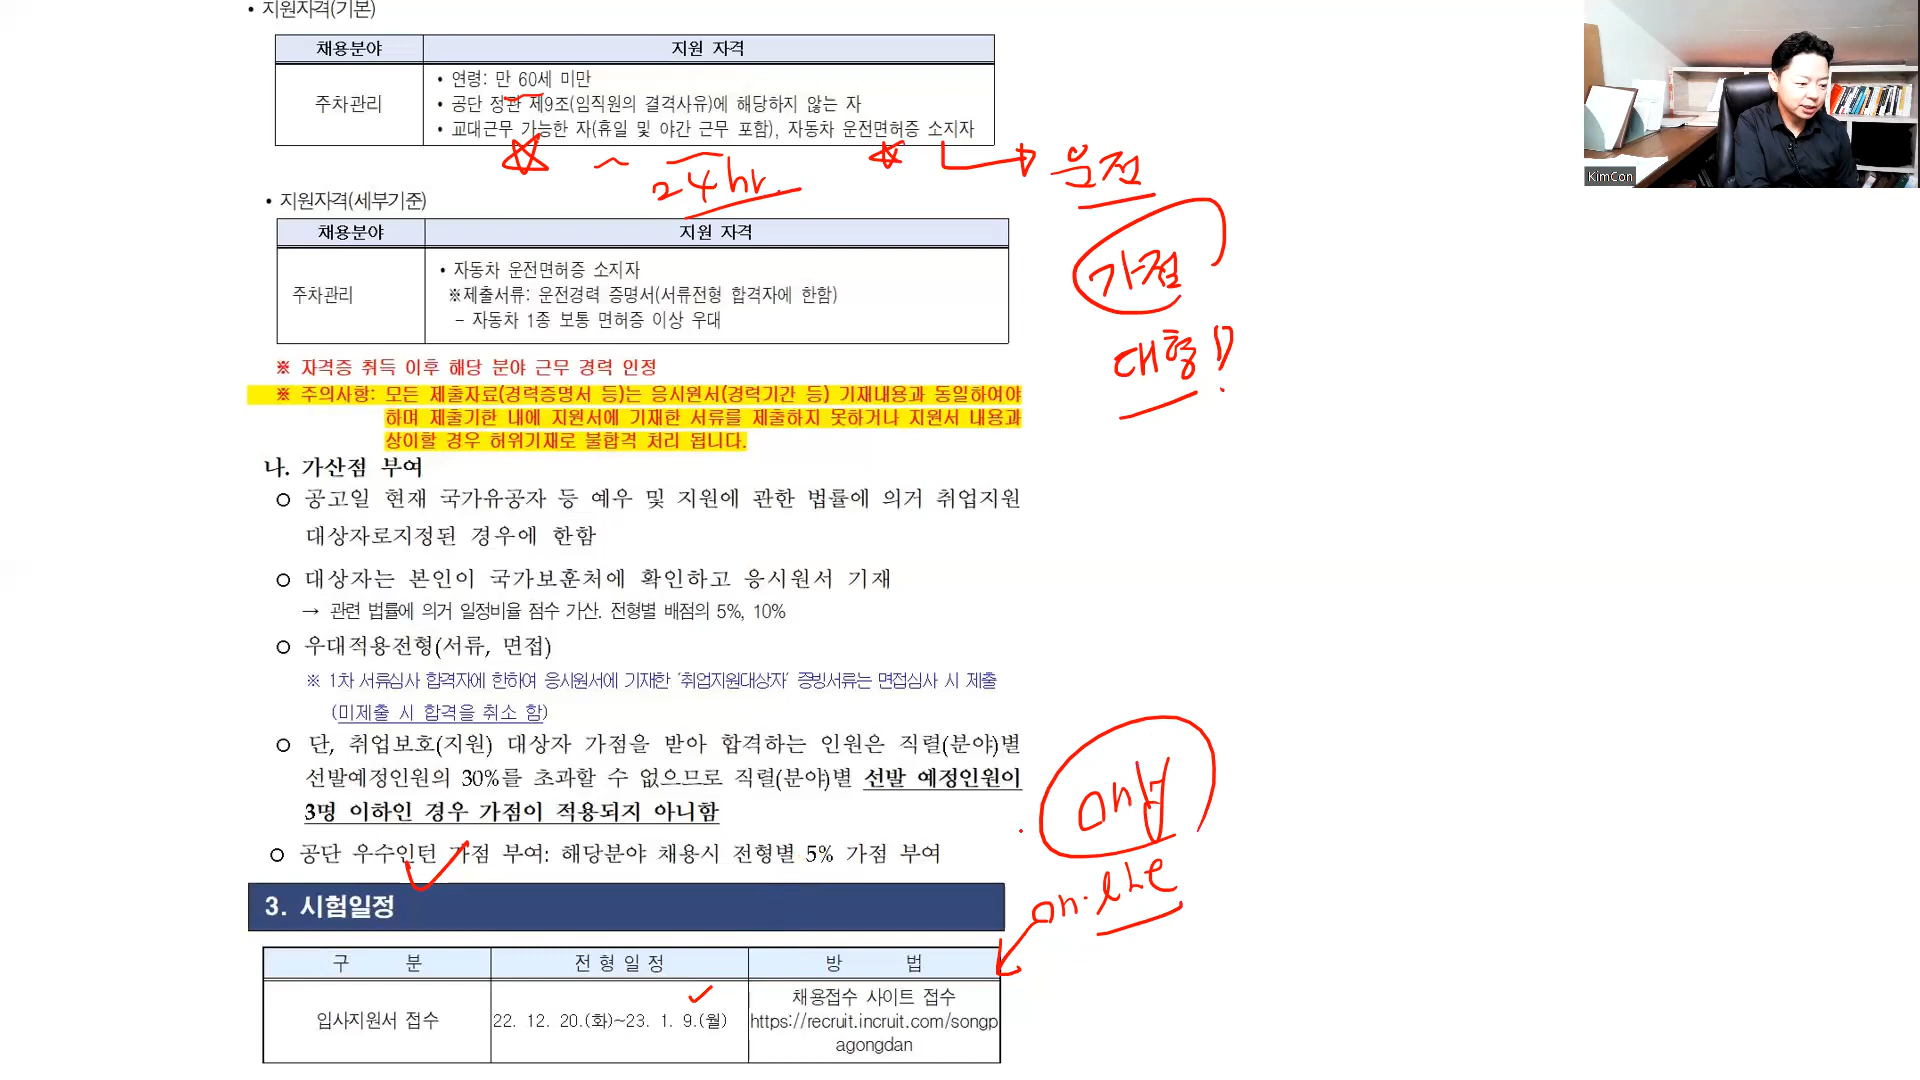 • 지원자격(기본)
채용분야 지원 자격
주차관리
• 연령: 만 60세 미만
• 공단 정관 제9조(임직원의 결격사유)에 해당하지 않는 자
• 교대근무 가능한 자(휴일 및 야간 근무 포함), 자동차 운전면허증 소지자
24hr.
운전
• 지원자격(세부기준)
채용분야 지원 자격
주차관리
• 자동차 운전면허증 소지자
※제출서류: 운전경력 증명서(서류전형 합격자에 한함)
- 자동차 1종 보통 면허증 이상 우대
가점
대형!!
※ 자격증 취득 이후 해당 분야 근무 경력 인정
※ 주의사항: 모든 제출자료(경력증명서 등)는 응시원서(경력기간 등) 기재내용과 동일하여야
하며 제출기한 내에 지원서에 기재한 서류를 제출하지 못하거나 지원서 내용과
상이할 경우 허위기재로 불합격 처리 됩니다.
나. 가산점 부여
○ 공고일 현재 국가유공자 등 예우 및 지원에 관한 법률에 의거 취업지원
대상자로지정된 경우에 한함
○ 대상자는 본인이 국가보훈처에 확인하고 응시원서 기재
→ 관련 법률에 의거 일정비율 점수 가산. 전형별 배점의 5%, 10%
○ 우대적용전형(서류, 면접)
※ 1차 서류심사 합격자에 한하여 응시원서에 기재한 '취업지원대상자' 증빙서류는 면접심사 시 제출
(미제출 시 합격을 취소 함)
○ 단, 취업보호(지원) 대상자 가점을 받아 합격하는 인원은 직렬(분야)별
선발예정인원의 30%를 초과할 수 없으므로 직렬(분야)별 선발 예정인원이
3명 이하인 경우 가점이 적용되지 아니함
○ 공단 우수인턴 가점 부여: 해당분야 채용시 전형별 5% 가점 부여
on-line
3. 시험일정
구 분 전형일정 방 법
입사지원서 접수
22. 12. 20.(화)~23. 1. 9.(월)
채용접수 사이트 접수
https://recruit.incruit.com/songp
agongdan
KimCon